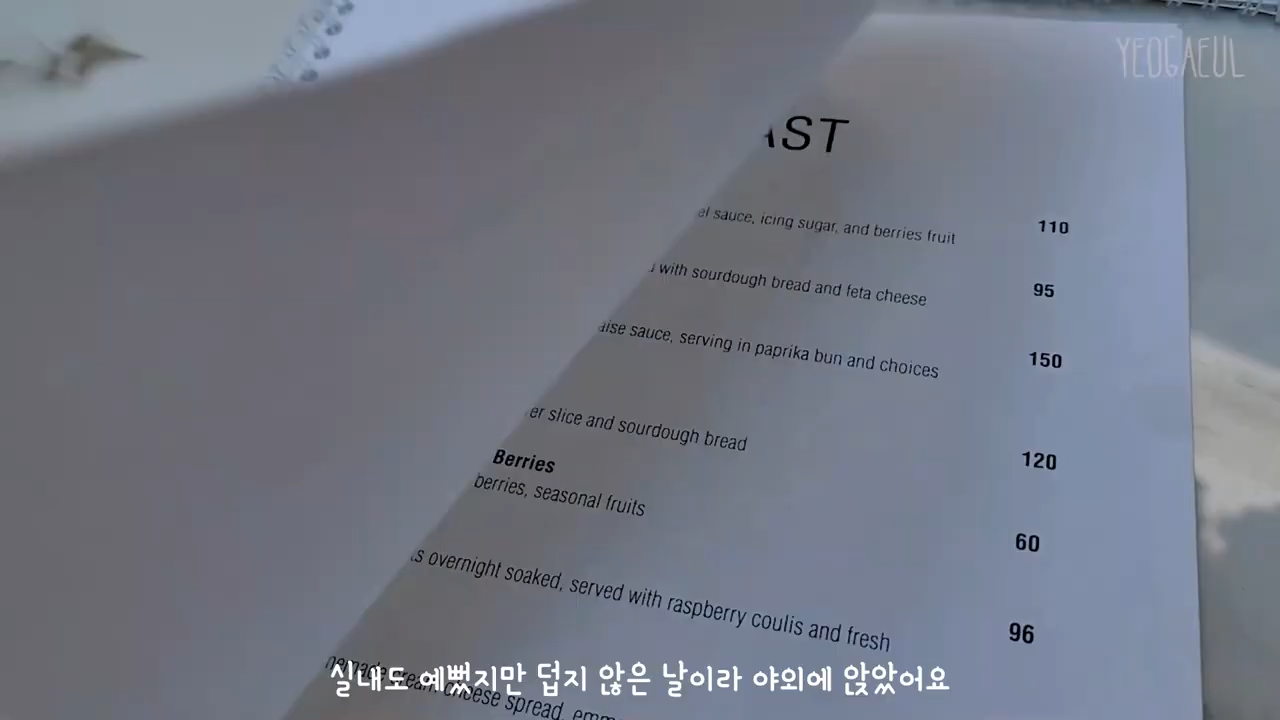 YEOGAEUL
AST
el sauce, icing sugar, and berries fruit 110
with sourdough bread and feta cheese 95
aise sauce, serving in paprika bun and choices 150
er slice and sourdough bread 120
Berries
berries, seasonal fruits 60
s overnight soaked, served with raspberry coulis and fresh 96
cheese spread,
실내도 예뻤지만 덥지 않은 날이라 야외에 앉았어요